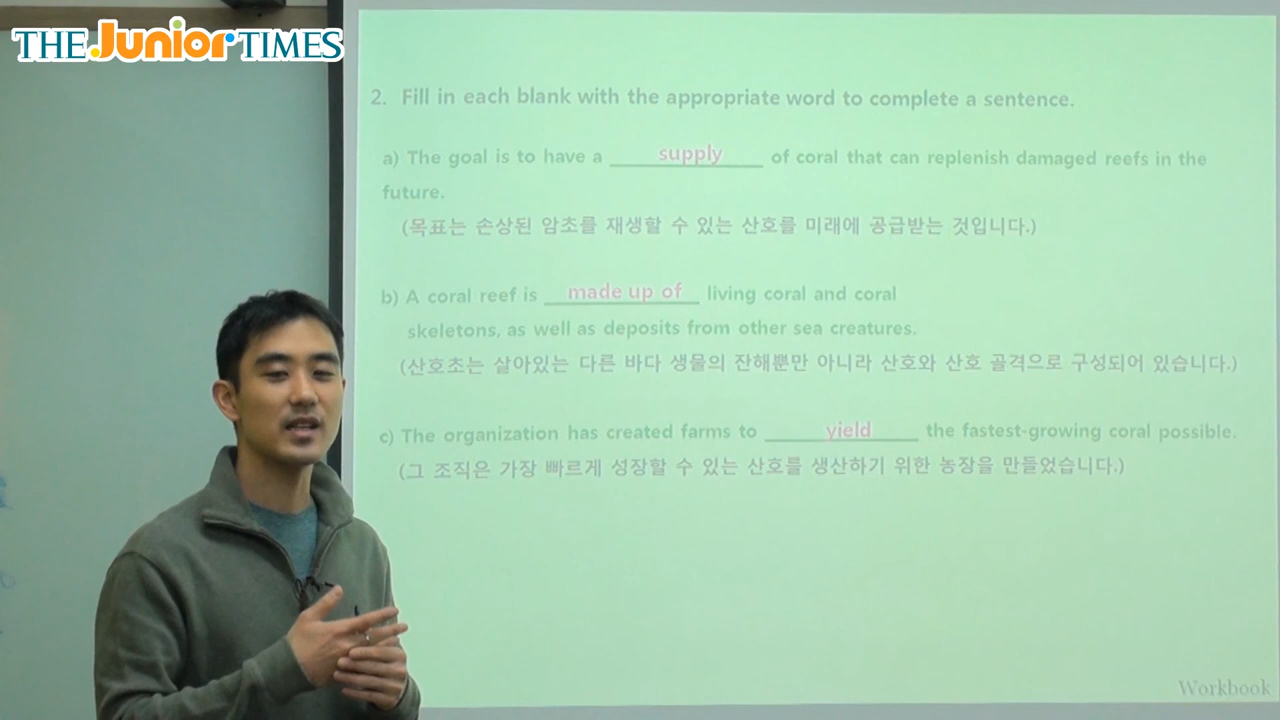 THE Junior TIMES
2. Fill in each blank with the appropriate word to complete a sentence.
a) The goal is to have a supply of coral that can replenish damaged reefs in the
future.
(목표는 손상된 암초를 재생할 수 있는 산호를 미래에 공급받는 것입니다.)
b) A coral reef is made up of living coral and coral
skeletons, as well as deposits from other sea creatures.
(산호초는 살아있는 다른 바다 생물의 잔해뿐만 아니라 산호와 산호 골격으로 구성되어 있습니다.)
c) The organization has created farms to yield the fastest-growing coral possible.
(그 조직은 가장 빠르게 성장할 수 있는 산호를 생산하기 위한 농장을 만들었습니다.)
Workbook